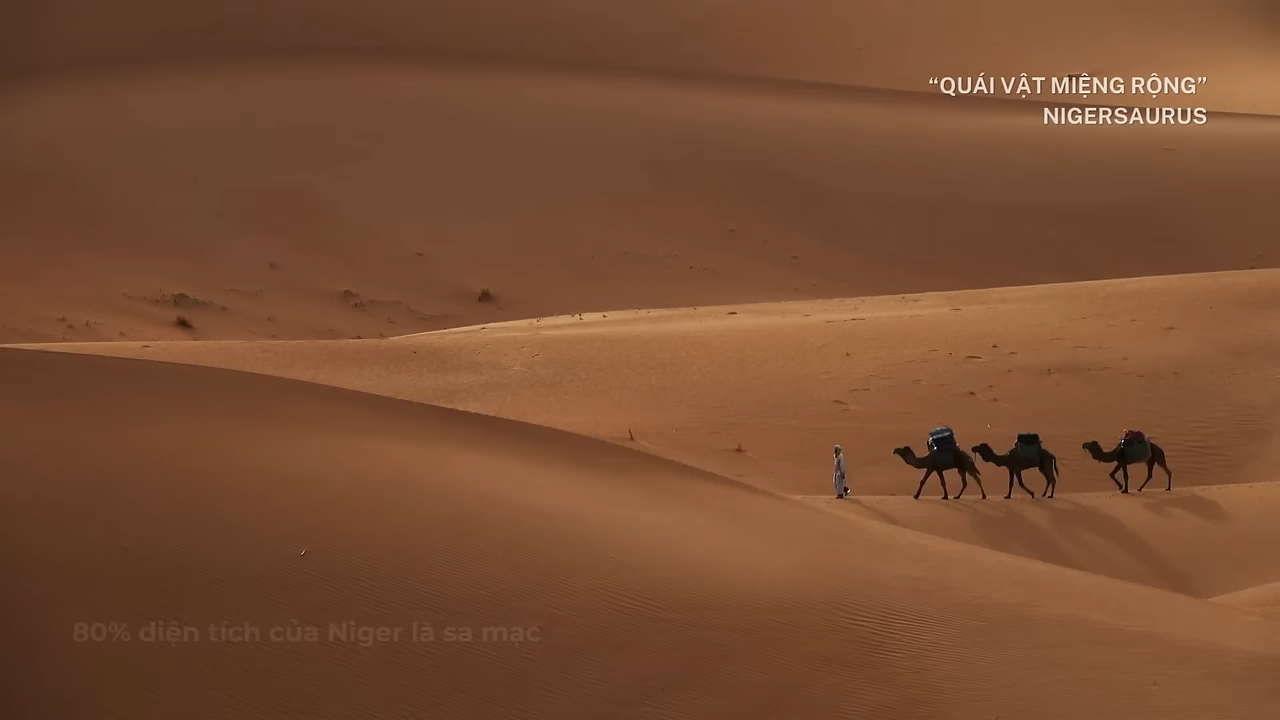 “QUÁI VẬT MIỆNG RỘNG”
NIGERSAURUS
80% diện tích của Niger là sa mạc